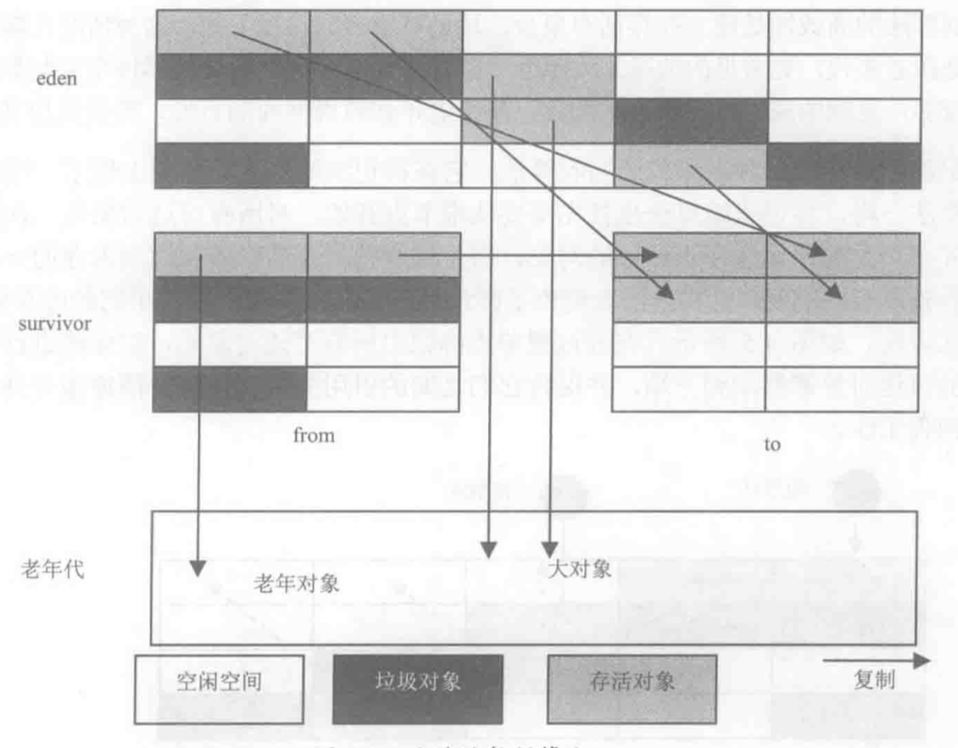 eden
survivor
from
to
老年代
老年对象
大对象
空闲空间
垃圾对象
存活对象
复制